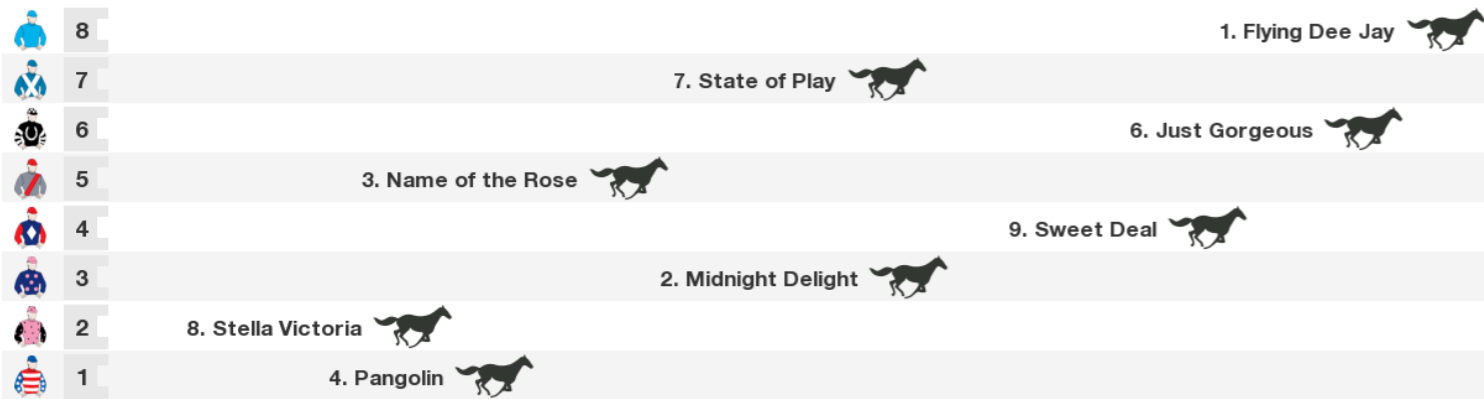 8 1. Flying Dee Jay
7 7. State of Play
6 6. Just Gorgeous
5 3. Name of the Rose
4 9. Sweet Deal
3 2. Midnight Delight
2 8. Stella Victoria
1 4. Pangolin